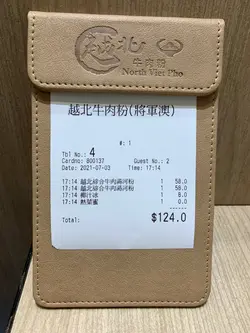 越北
牛肉粉
North Viet Pho
越北牛肉粉(將軍澳)
#: 1
Tbl No.: 4
Cardno: 800137 Guest No.: 2
Date: 2021-07-03 Time: 17:14
17:14 越北綜合牛肉湯河粉 1 58.0
17:14 越北綜合牛肉湯河粉 1 58.0
17:14 椰汁冰 1 8.0
17:14 熱菜蜜 1 0.0
Total: $124.0